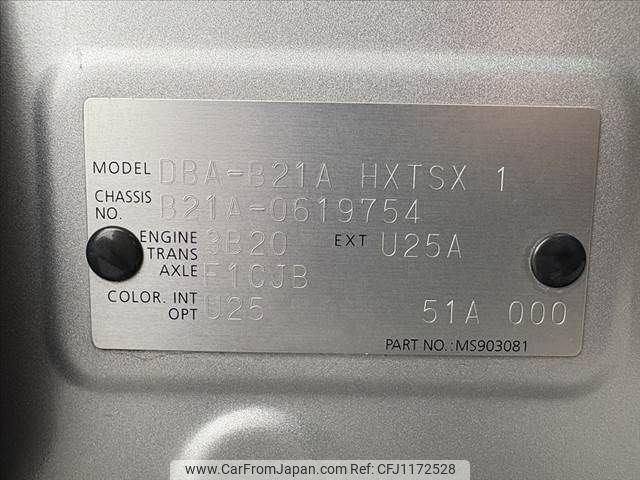 MODEL DBA-B21A HXTSX 1
CHASSIS NO. B21A-0619754
ENGINE 3B20 EXT U25A
TRANS AXLE F1CJB
COLOR. INT OPT U25 51A 000
PART NO.:MS903081
www.CarFromJapan.com - CFJ1172528